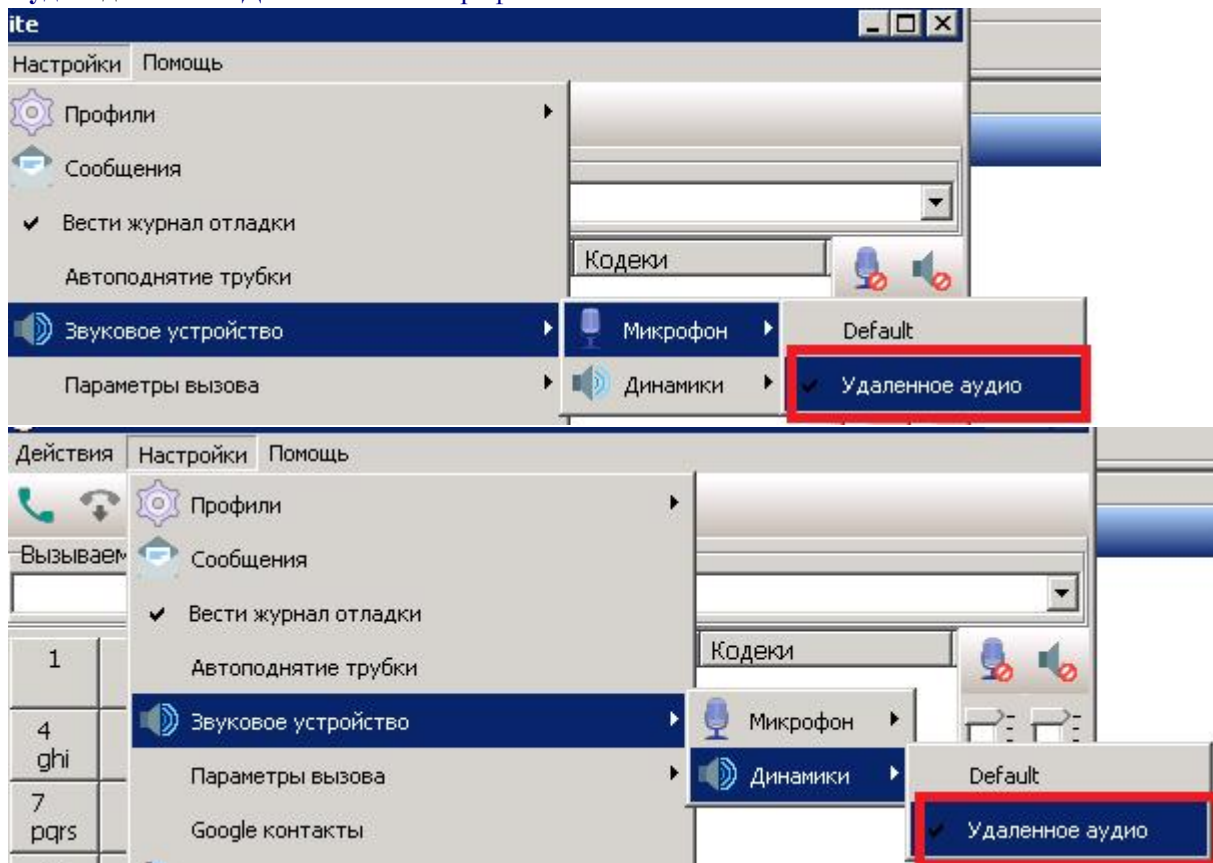 ite
Настройки Помощь
Профили
Сообщения
Вести журнал отладки
Кодеки
Автоподнятие трубки
Звуковое устройство
Микрофон
Default
Параметры вызова
Динамики
Удаленное аудио
Действия Настройки Помощь
Профили
Вызываем
Сообщения
Вести журнал отладки
1
Кодеки
Автоподнятие трубки
4
ghi
Звуковое устройство
Микрофон
Параметры вызова
Динамики
Default
7
pqrs
Google контакты
Удаленное аудио